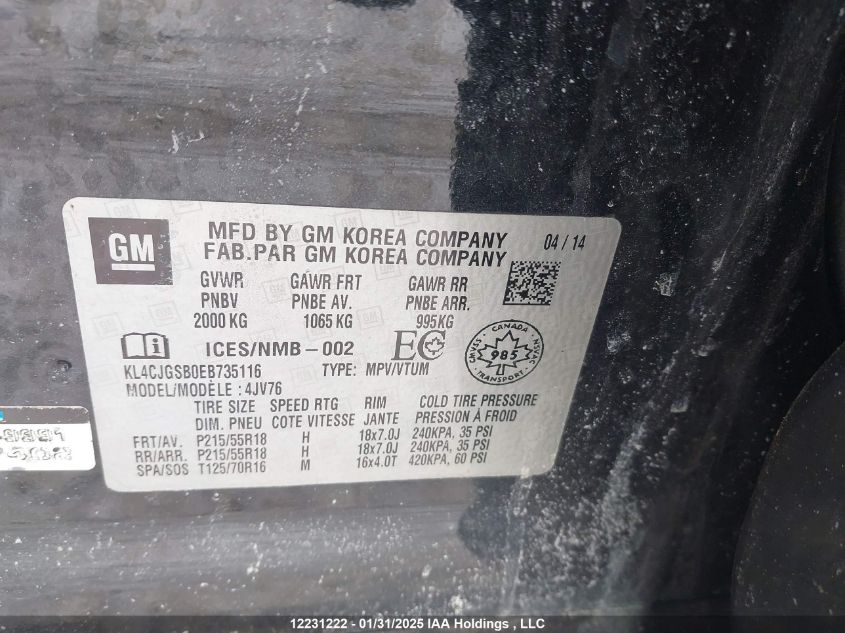 GM
MFD BY GM KOREA COMPANY 04 / 14
FAB.PAR GM KOREA COMPANY
GVWR GAWR FRT GAWR RR
PNBV PNBE AV. PNBE ARR.
2000 KG 1065 KG 995KG
ICES/NMB-002 EC CANADA CMVSS 985 NSVAC TRANSPORT
KL4CJGSB0EB735116 TYPE: MPV/VTUM
MODEL/MODÈLE : 4JV76
TIRE SIZE SPEED RTG RIM COLD TIRE PRESSURE
DIM. PNEU COTE VITESSE JANTE PRESSION À FROID
FRT/AV. P215/55R18 H 18x7.0J 240KPA, 35 PSI
RR/ARR. P215/55R18 H 18x7.0J 240KPA, 35 PSI
SPA/SOS T125/70R16 M 16x4.0T 420KPA, 60 PSI
12231222 - 01/31/2025 IAA Holdings , LLC